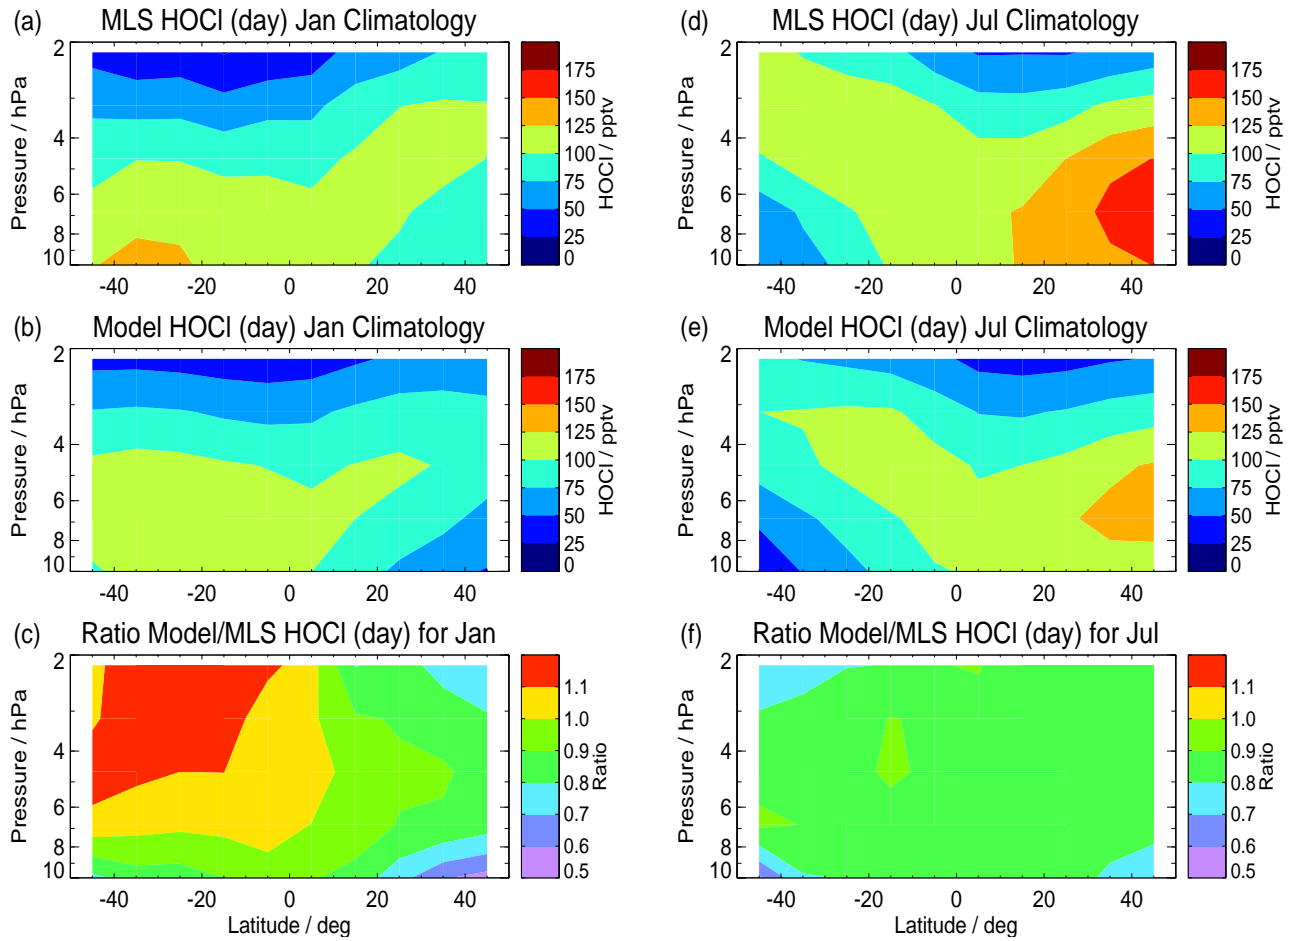 (a) MLS HOCl (day) Jan Climatology
2
4
6
8
10
Pressure / hPa
-40 -20 0 20 40
175
150
125
100
75
50
25
0
HOCl / pptv
(d) MLS HOCl (day) Jul Climatology
2
4
6
8
10
Pressure / hPa
-40 -20 0 20 40
175
150
125
100
75
50
25
0
HOCl / pptv
(b) Model HOCl (day) Jan Climatology
2
4
6
8
10
Pressure / hPa
-40 -20 0 20 40
175
150
125
100
75
50
25
0
HOCl / pptv
(e) Model HOCl (day) Jul Climatology
2
4
6
8
10
Pressure / hPa
-40 -20 0 20 40
175
150
125
100
75
50
25
0
HOCl / pptv
(c) Ratio Model/MLS HOCl (day) for Jan
2
4
6
8
10
Pressure / hPa
-40 -20 0 20 40
Latitude / deg
1.1
1.0
0.9
0.8
0.7
0.6
0.5
Ratio
(f) Ratio Model/MLS HOCl (day) for Jul
2
4
6
8
10
Pressure / hPa
-40 -20 0 20 40
Latitude / deg
1.1
1.0
0.9
0.8
0.7
0.6
0.5
Ratio